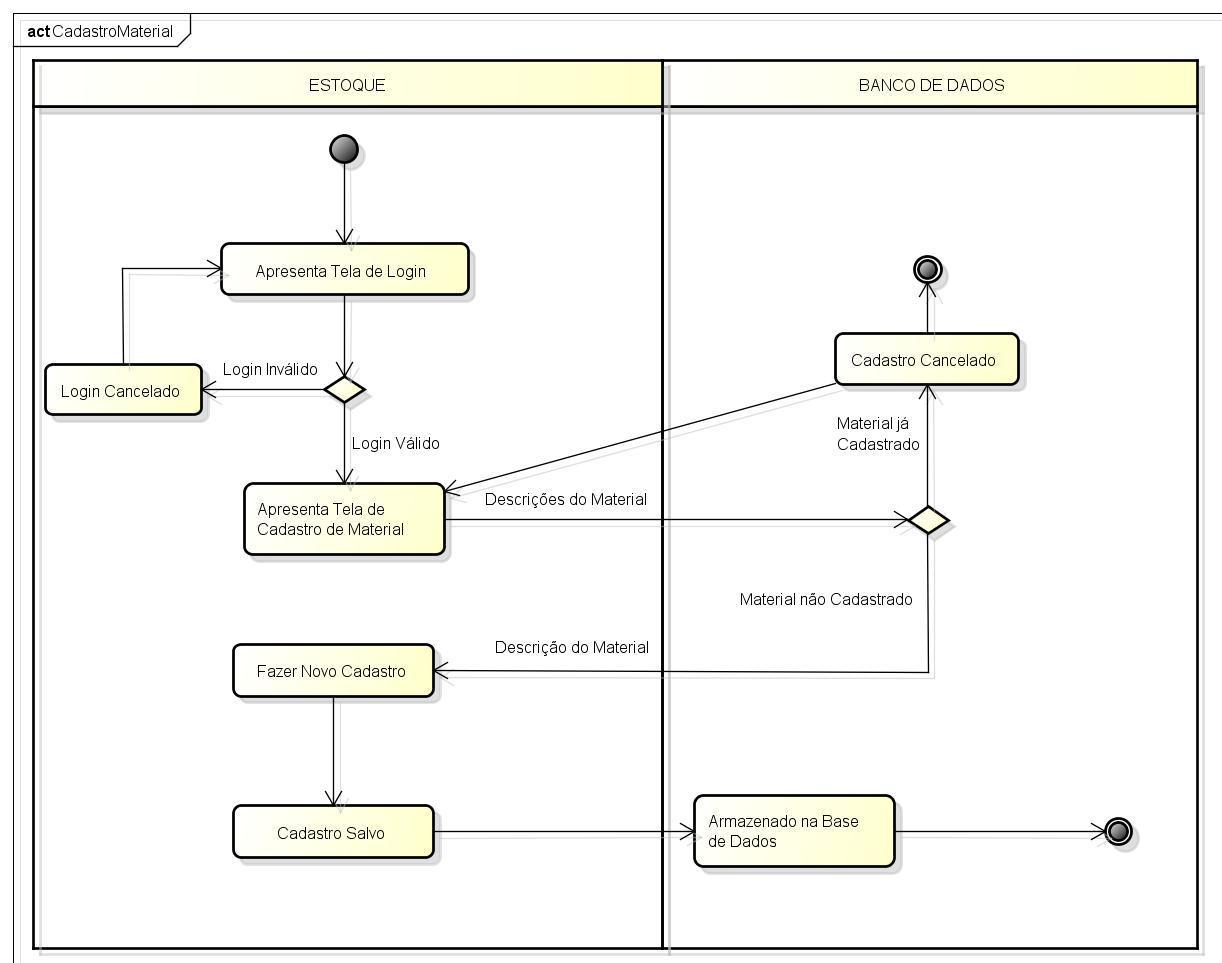 act CadastroMaterial
ESTOQUE
BANCO DE DADOS
Apresenta Tela de Login
Login Inválido
Login Cancelado
Cadastro Cancelado
Login Válido
Material já
Cadastrado
Apresenta Tela de
Cadastro de Material
Descrições do Material
Material não Cadastrado
Descrição do Material
Fazer Novo Cadastro
Cadastro Salvo
Armazenado na Base
de Dados